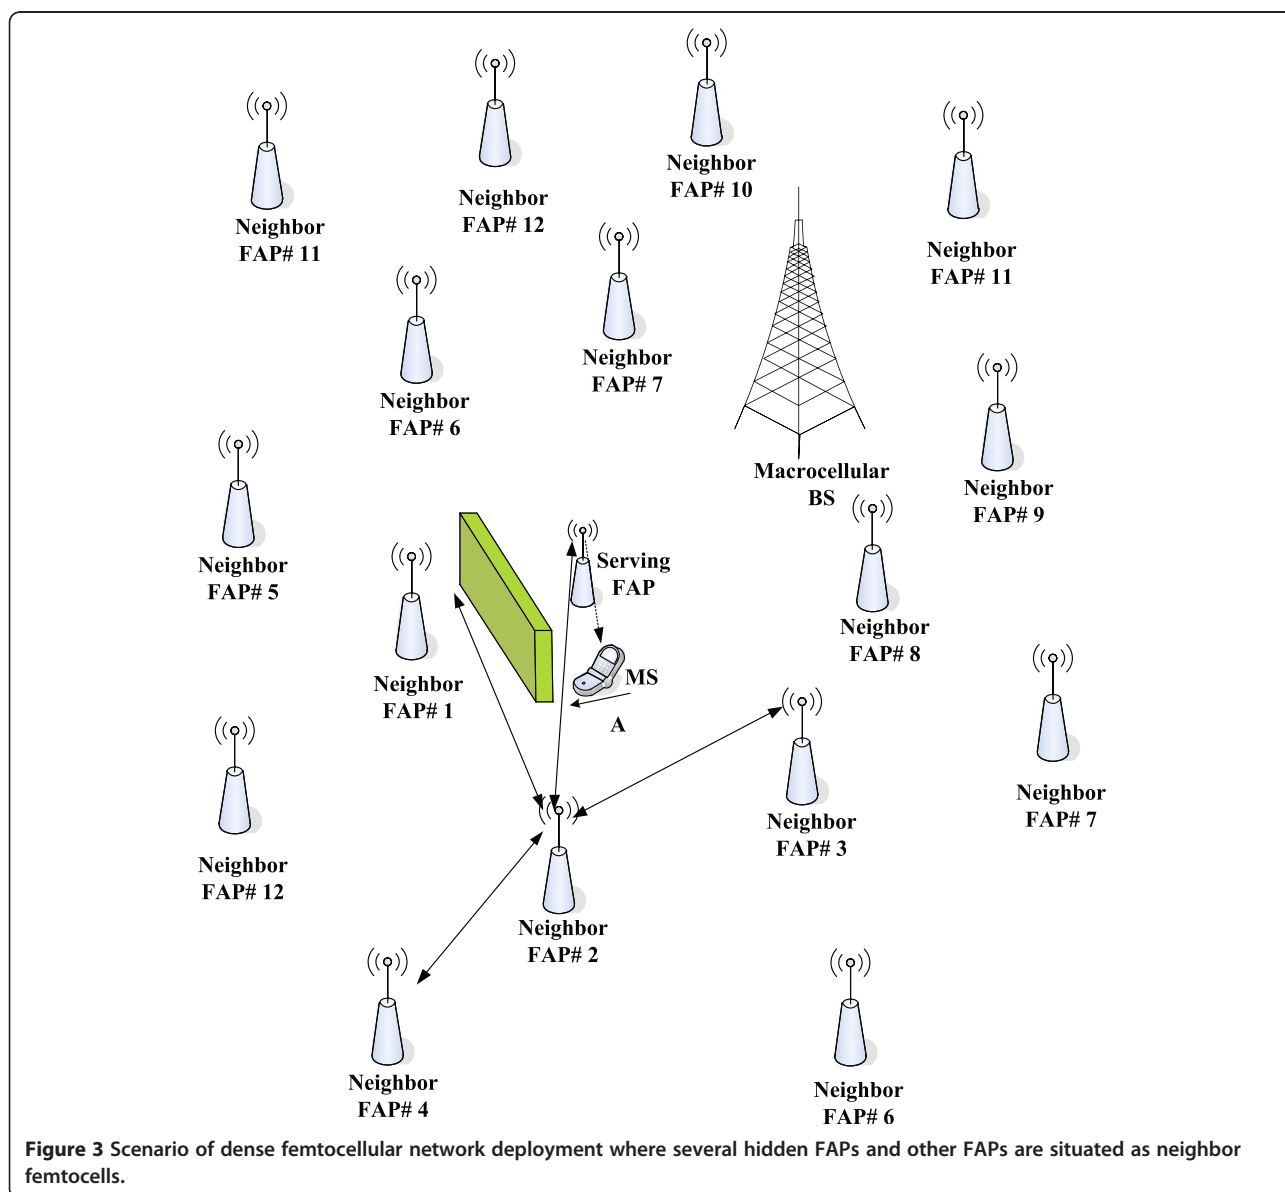 Neighbor
FAP# 10
Neighbor
FAP# 12
Neighbor
FAP# 11
Neighbor
FAP# 11
Neighbor
FAP# 7
Neighbor
FAP# 6
Macrocellular
BS
Neighbor
FAP# 9
Neighbor
FAP# 5
Serving
FAP
Neighbor
FAP# 8
Neighbor
FAP# 1
MS
A
Neighbor
FAP# 7
Neighbor
FAP# 3
Neighbor
FAP# 12
Neighbor
FAP# 2
Neighbor
FAP# 4
Neighbor
FAP# 6
Figure 3 Scenario of dense femtocellular network deployment where several hidden FAPs and other FAPs are situated as neighbor
femtocells.